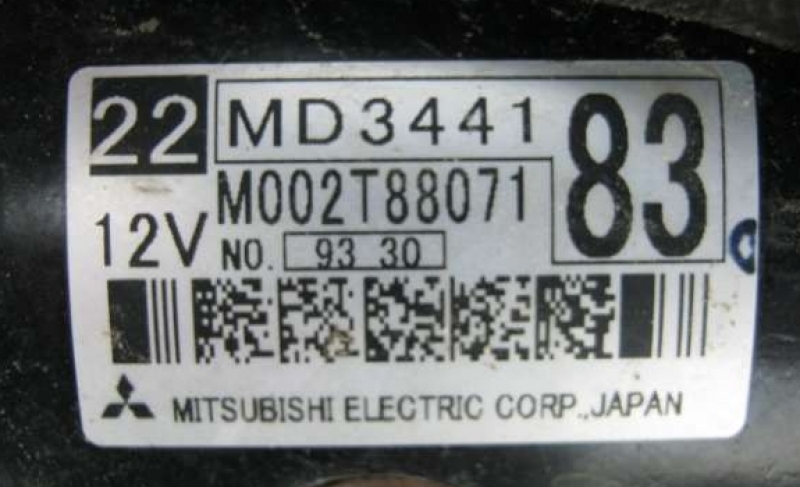 22 MD3441 83
M002T88071
12V NO. 93 30
MITSUBISHI ELECTRIC CORP., JAPAN